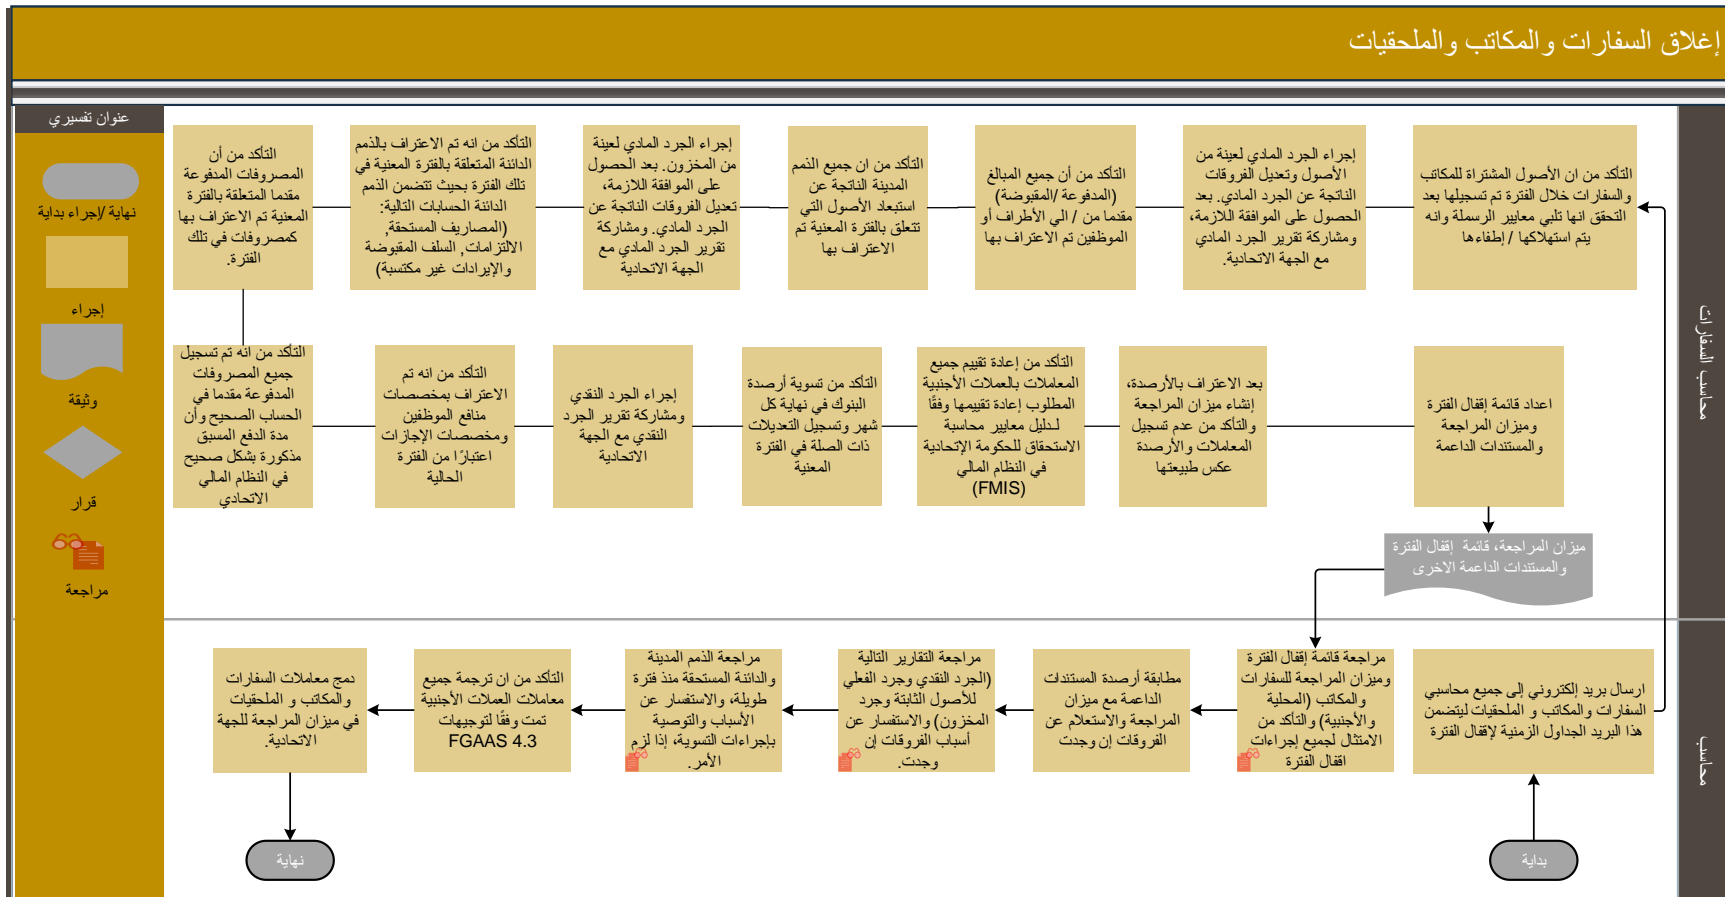 إغلاق السفارات والمكاتب والملحقيات
عنوان تفسيري
نهاية /إجراء بداية
إجراء
وثيقة
قرار
مراجعة
محاسب السفارات
التأكد من ان الأصول المشتراة للمكاتب
والسفارات خلال الفترة تم تسجيلها بعد
التحقق انها تلبي معايير الرسملة وانه
يتم استهلاكها / إطفاءها
إجراء الجرد المادي لعينة من
الأصول وتعديل الفروقات
الناتجة عن الجرد المادي. بعد
الحصول على الموافقة اللازمة،
ومشاركة تقرير الجرد المادي
مع الجهة الاتحادية.
التأكد من أن جميع المبالغ
(المدفوعة /المقبوضة)
مقدما من / الي الأطراف أو
الموظفين تم الاعتراف بها
التأكد من ان جميع الذمم
المدينة الناتجة عن
استبعاد الأصول التي
تتعلق بالفترة المعنية تم
الاعتراف بها
إجراء الجرد المادي لعينة
من المخزون. بعد الحصول
على الموافقة اللازمة،
تعديل الفروقات الناتجة عن
الجرد المادي. ومشاركة
تقرير الجرد المادي مع
الجهة الاتحادية
التأكد من انه تم الاعتراف بالذمم
الدائنة المتعلقة بالفترة المعنية في
تلك الفترة بحيث تتضمن الذمم
الدائنة الحسابات التالية:
(المصاريف المستحقة,
الالتزامات, السلف المقبوضة
والإيرادات غير مكتسبة)
التأكد من أن
المصروفات المدفوعة
مقدما المتعلقة بالفترة
المعنية تم الاعتراف بها
كمصروفات في تلك
الفترة.
التأكد من انه تم تسجيل
جميع المصروفات
المدفوعة مقدما في
الحساب الصحيح وأن
مدة الدفع المسبق
مذكورة بشكل صحيح
في النظام المالي
الاتحادي
التأكد من انه تم
الاعتراف بمخصصات
منافع الموظفين
ومخصصات الإجازات
اعتبارًا من الفترة
الحالية
إجراء الجرد النقدي
ومشاركة تقرير الجرد
النقدي مع الجهة
الاتحادية
التأكد من تسوية أرصدة
البنوك في نهاية كل
شهر وتسجيل التعديلات
ذات الصلة في الفترة
المعنية
التأكد من إعادة تقييم جميع
المعاملات بالعملات الأجنبية
المطلوب إعادة تقييمها وفقًا
لـدليل معايير محاسبة
الاستحقاق للحكومة الإتحادية
في النظام المالي
(FMIS)
بعد الاعتراف بالأرصدة،
إنشاء ميزان المراجعة
والتأكد من عدم تسجيل
المعاملات والأرصدة
عكس طبيعتها
اعداد قائمة إقفال الفترة
وميزان المراجعة
والمستندات الداعمة
ميزان المراجعة، قائمة إقفال الفترة
والمستندات الداعمة الاخرى
محاسب
ارسال بريد إلكتروني إلى جميع محاسبي
السفارات والمكاتب و الملحقيات ليتضمن
هذا البريد الجداول الزمنية لإقفال الفترة
مراجعة قائمة إقفال الفترة
وميزان المراجعة للسفارات
والمكاتب (المحلية
والأجنبية) والتأكد من
الامتثال لجميع إجراءات
اقفال الفترة
مطابقة أرصدة المستندات
الداعمة مع ميزان
المراجعة والاستعلام عن
الفروقات إن وجدت
مراجعة التقارير التالية
(الجرد النقدي وجرد الفعلي
للأصول الثابتة وجرد
المخزون) والاستفسار عن
أسباب الفروقات إن
وجدت.
مراجعة الذمم المدينة
والدائنة المستحقة منذ فترة
طويلة، والاستفسار عن
الأسباب والتوصية
بإجراءات التسوية، إذا لزم
الأمر.
التأكد من ان ترجمة جميع
معاملات العملات الأجنبية
تمت وفقًا لتوجيهات
FGAAS 4.3
دمج معاملات السفارات
والمكاتب و الملحقيات
في ميزان المراجعة للجهة
الاتحادية.
بداية
نهاية